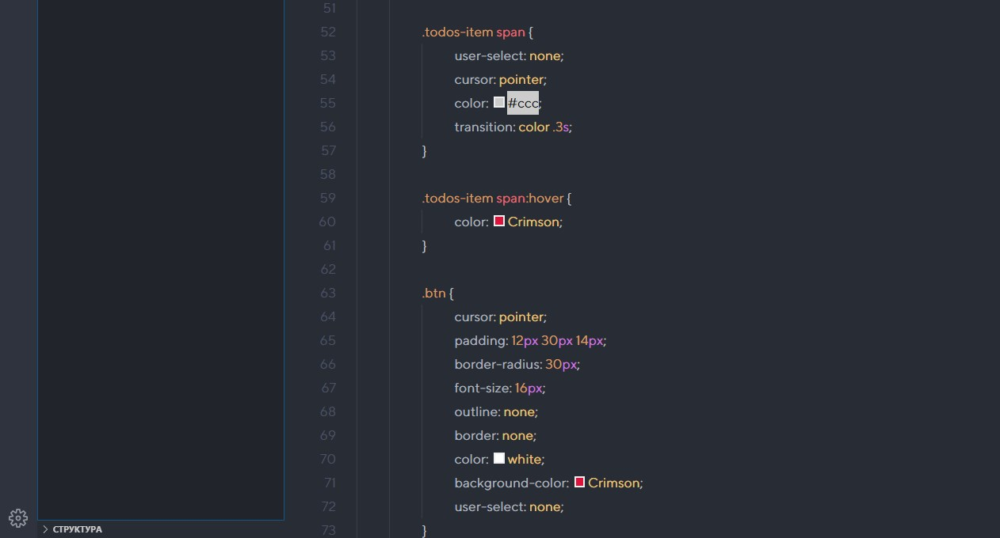 51
52 .todos-item span {
53 user-select: none;
54 cursor: pointer;
55 color: #ccc;
56 transition: color .3s;
57 }
58
59 .todos-item span:hover {
60 color: Crimson;
61 }
62
63 .btn {
64 cursor: pointer;
65 padding: 12px 30px 14px;
66 border-radius: 30px;
67 font-size: 16px;
68 outline: none;
69 border: none;
70 color: white;
71 background-color: Crimson;
72 user-select: none;
73 }
СТРУКТУРА